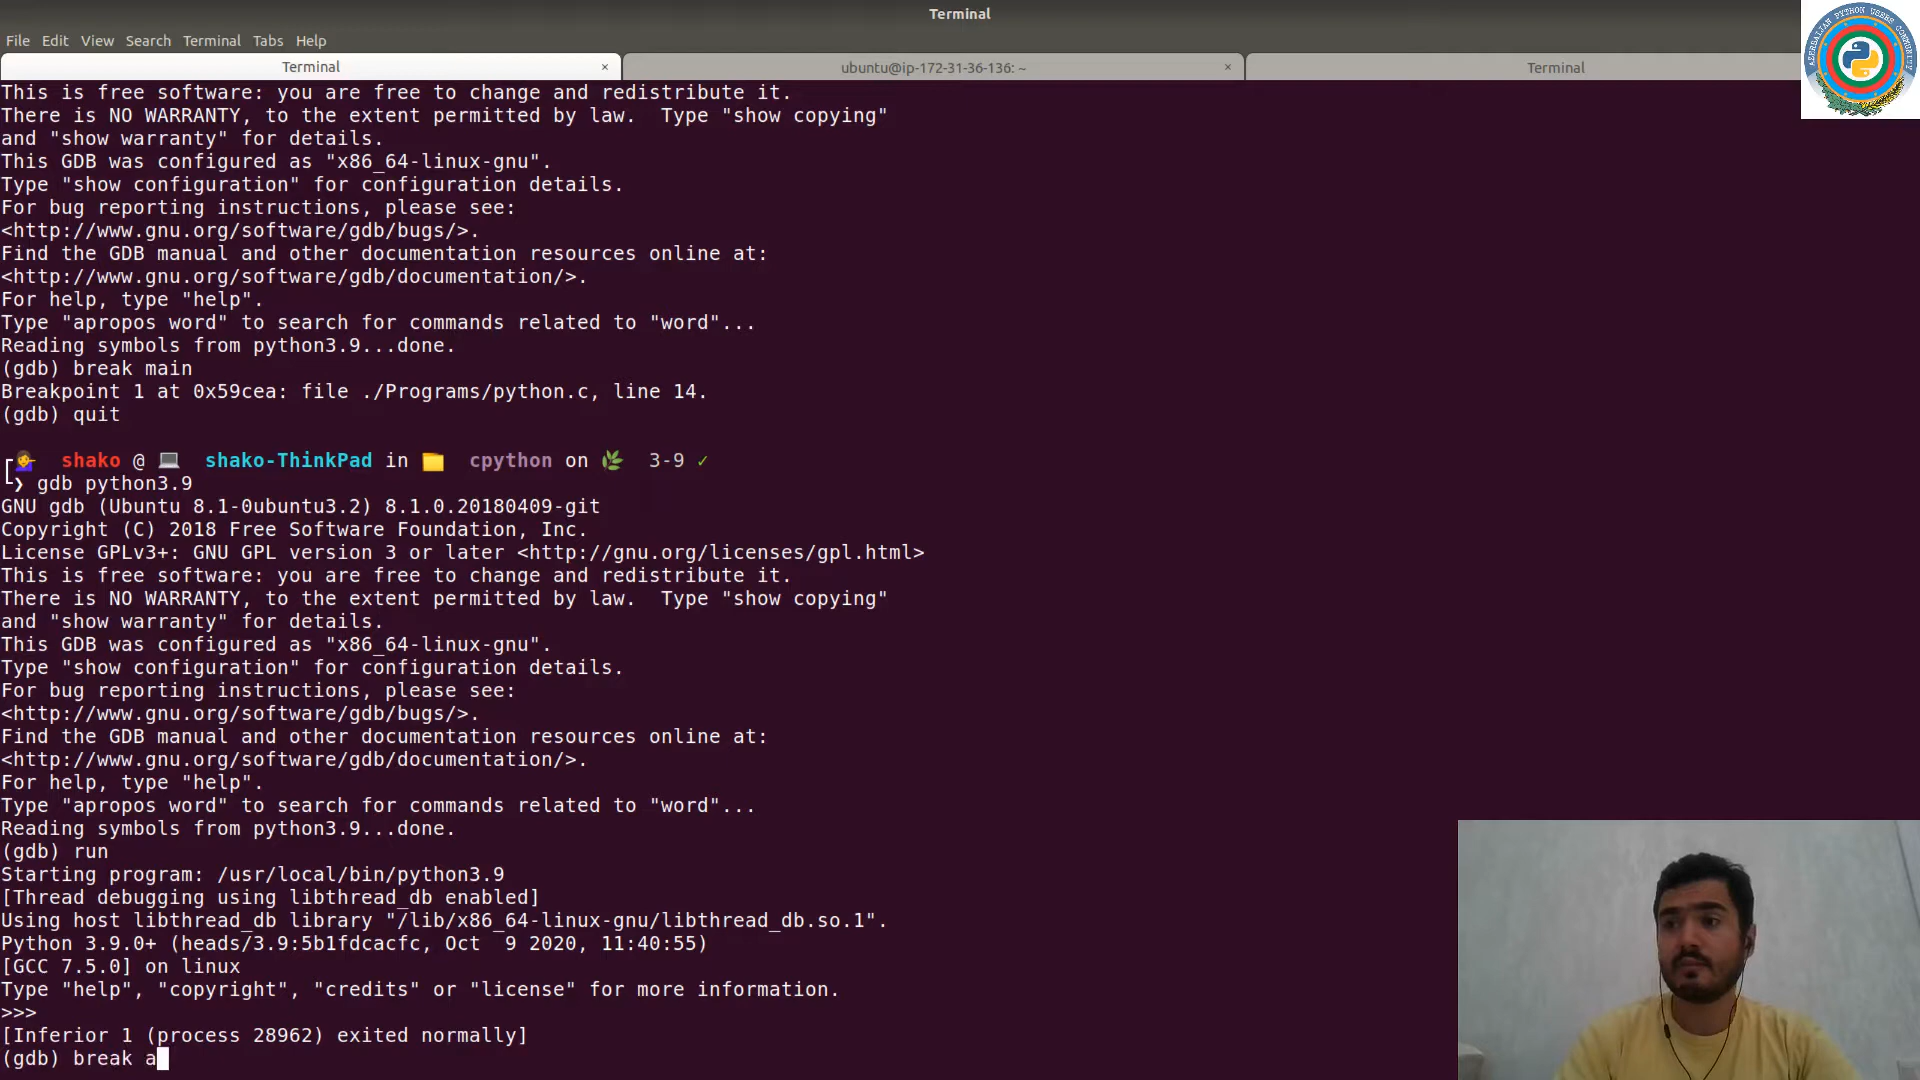 Terminal
File Edit View Search Terminal Tabs Help
Terminal × ubuntu@ip-172-31-36-136: ~ × Terminal
This is free software: you are free to change and redistribute it.
There is NO WARRANTY, to the extent permitted by law.  Type "show copying"
and "show warranty" for details.
This GDB was configured as "x86_64-linux-gnu".
Type "show configuration" for configuration details.
For bug reporting instructions, please see:
<http://www.gnu.org/software/gdb/bugs/>.
Find the GDB manual and other documentation resources online at:
<http://www.gnu.org/software/gdb/documentation/>.
For help, type "help".
Type "apropos word" to search for commands related to "word"...
Reading symbols from python3.9...done.
(gdb) break main
Breakpoint 1 at 0x59cea: file ./Programs/python.c, line 14.
(gdb) quit
shako @ shako-ThinkPad in cpython on 3-9 ✓
❯ gdb python3.9
GNU gdb (Ubuntu 8.1-0ubuntu3.2) 8.1.0.20180409-git
Copyright (C) 2018 Free Software Foundation, Inc.
License GPLv3+: GNU GPL version 3 or later <http://gnu.org/licenses/gpl.html>
This is free software: you are free to change and redistribute it.
There is NO WARRANTY, to the extent permitted by law.  Type "show copying"
and "show warranty" for details.
This GDB was configured as "x86_64-linux-gnu".
Type "show configuration" for configuration details.
For bug reporting instructions, please see:
<http://www.gnu.org/software/gdb/bugs/>.
Find the GDB manual and other documentation resources online at:
<http://www.gnu.org/software/gdb/documentation/>.
For help, type "help".
Type "apropos word" to search for commands related to "word"...
Reading symbols from python3.9...done.
(gdb) run
Starting program: /usr/local/bin/python3.9
[Thread debugging using libthread_db enabled]
Using host libthread_db library "/lib/x86_64-linux-gnu/libthread_db.so.1".
Python 3.9.0+ (heads/3.9:5b1fdcacfc, Oct  9 2020, 11:40:55)
[GCC 7.5.0] on linux
Type "help", "copyright", "credits" or "license" for more information.
>>>
[Inferior 1 (process 28962) exited normally]
(gdb) break a
AZERBAIJAN PYTHON USERS COMMUNITY